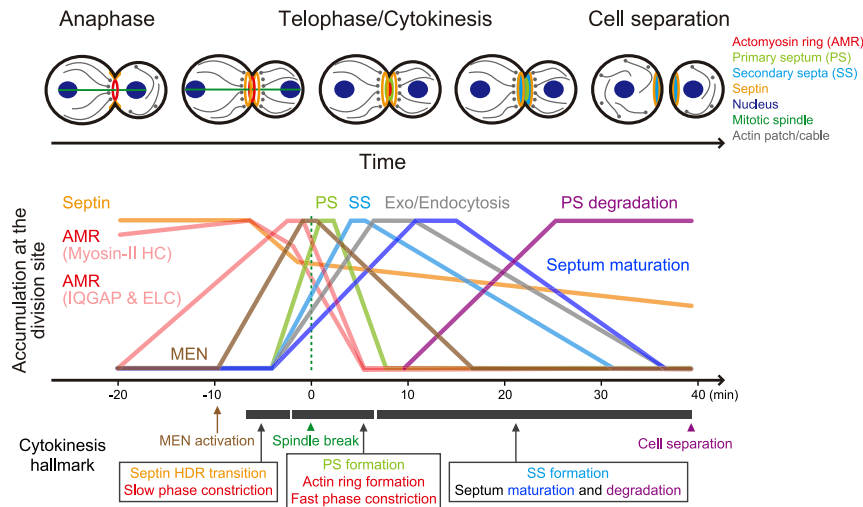 Anaphase
Telophase/Cytokinesis
Cell separation
Actomyosin ring (AMR)
Primary septum (PS)
Secondary septa (SS)
Septin
Nucleus
Mitotic spindle
Actin patch/cable
Time
Accumulation at the
division site
Septin
PS
SS
Exo/Endocytosis
PS degradation
AMR
(Myosin-II HC)
Septum maturation
AMR
(IQGAP & ELC)
MEN
-20
-10
0
10
20
30
40 (min)
Cytokinesis
hallmark
MEN activation
Spindle break
Cell separation
Septin HDR transition
Slow phase constriction
PS formation
Actin ring formation
Fast phase constriction
SS formation
Septum maturation and degradation